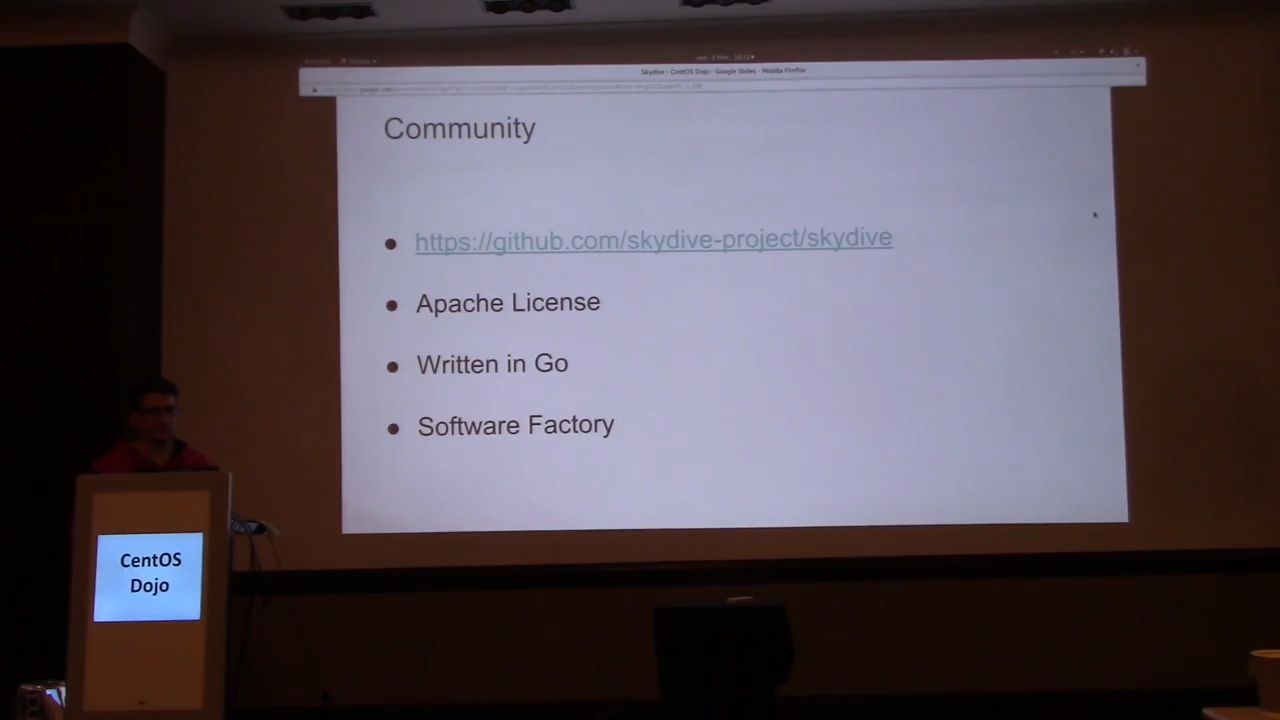 Skydive - CentOS Dojo - Google Slides - Mozilla Firefox
Community
https://github.com/skydive-project/skydive
Apache License
Written in Go
Software Factory
CentOS
Dojo